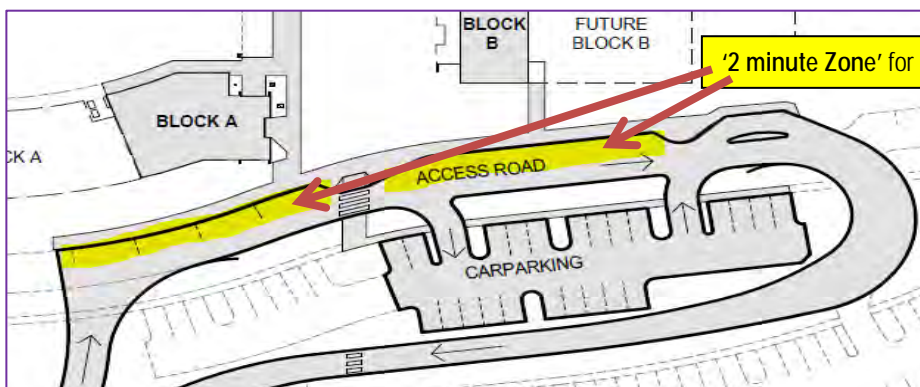 BLOCK
B
FUTURE
BLOCK B
'2 minute Zone' for
BLOCK A
CK A
ACCESS ROAD
CARPARKING